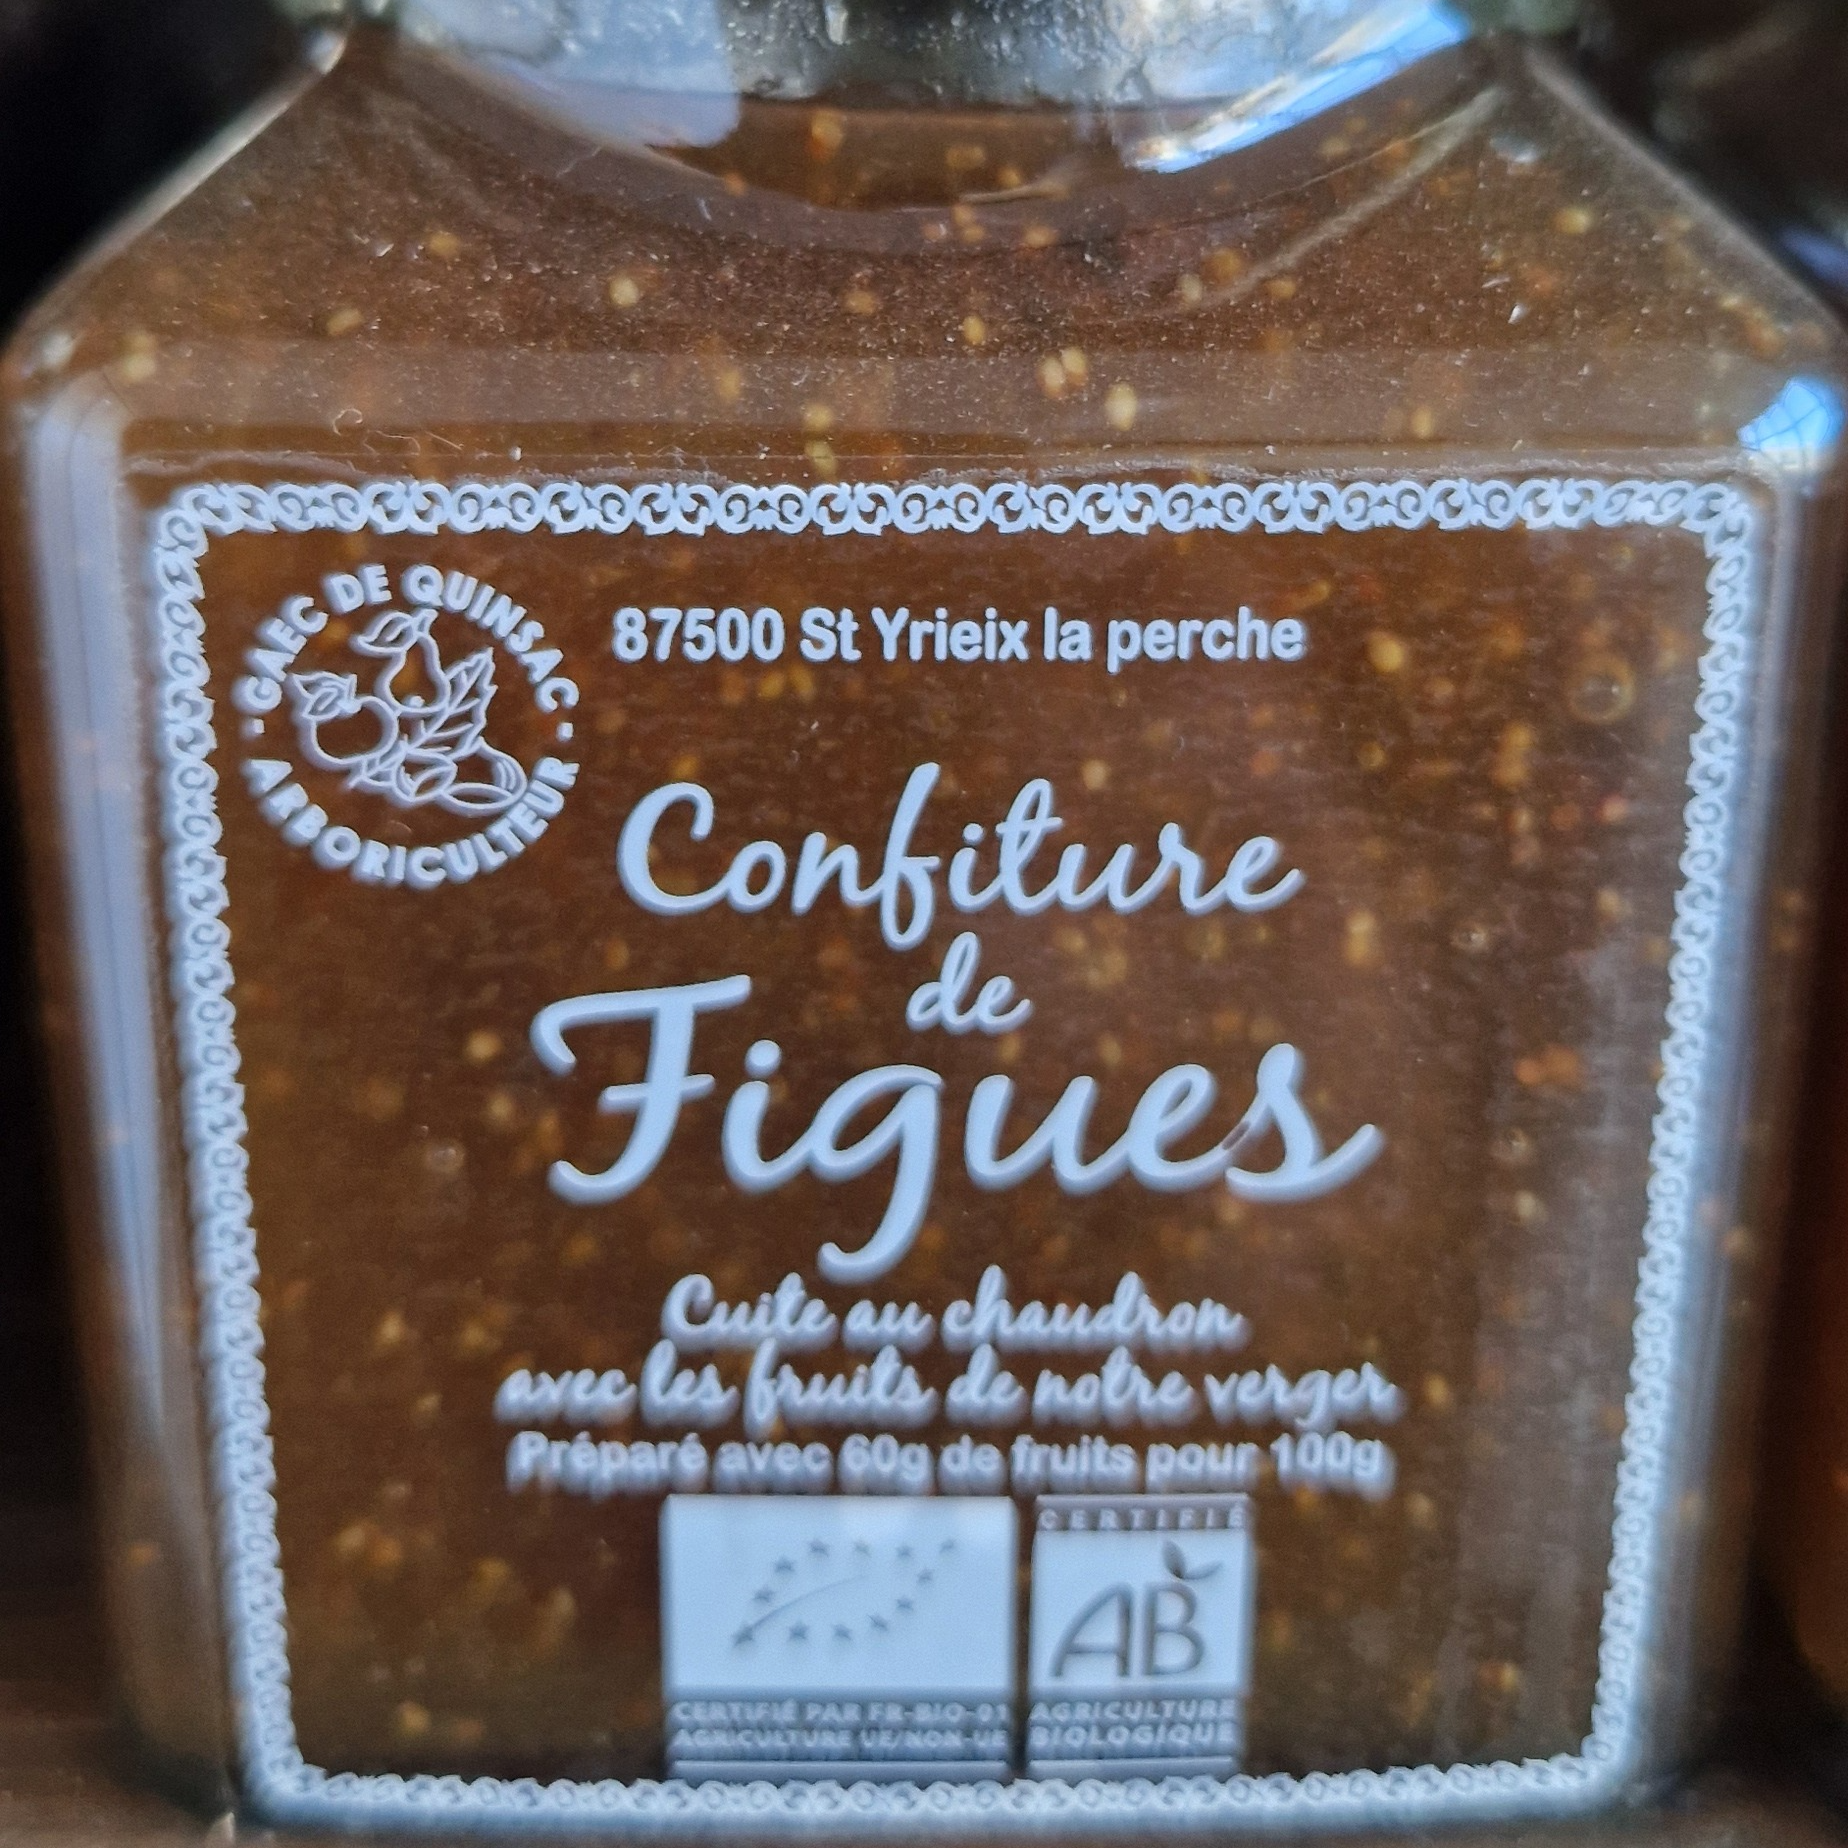 - GAEC DE QUINSAC -
ARBORICULTEUR
87500 St Yrieix la perche
Confiture
de
Figues
Cuite au chaudron
avec les fruits de notre verger
Préparé avec 60g de fruits pour 100g
CERTIFIÉ PAR FR-BIO-01
AGRICULTURE UE/NON-UE
CERTIFIÉ
AB
AGRICULTURE
BIOLOGIQUE